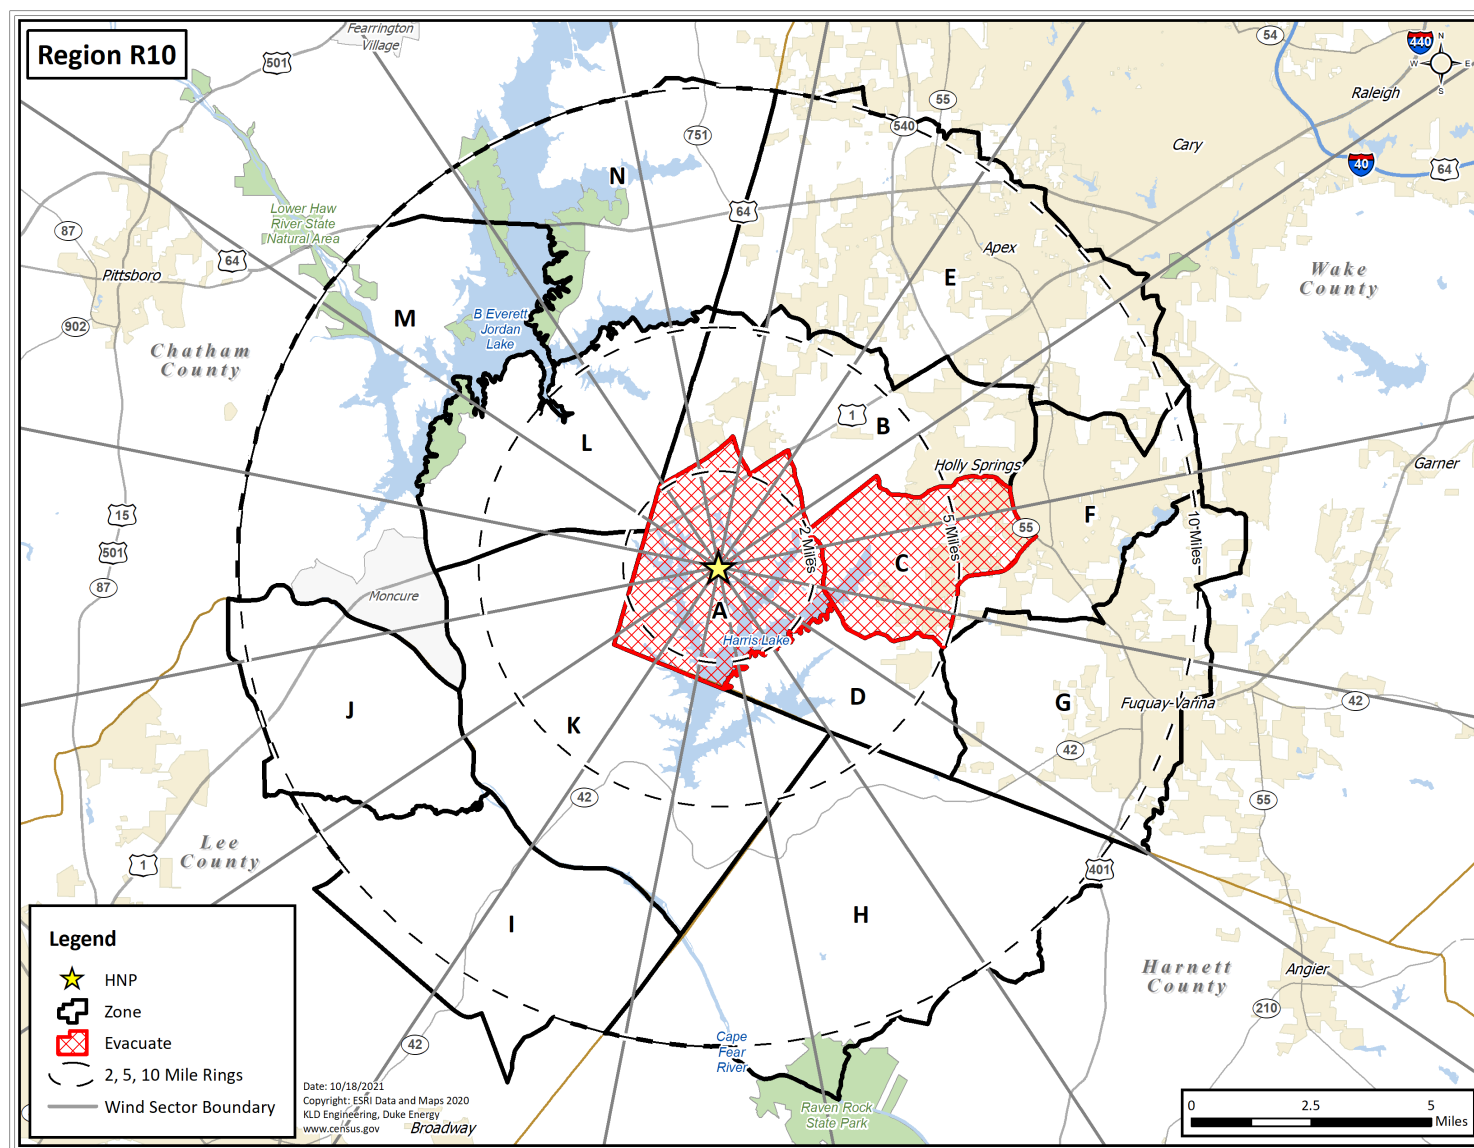 Region R10
Fearrington
Village
501
54
440
N
W
E
S
Raleigh
55
540
751
Cary
40
64
N
87
Lower Haw
River State
Natural Area
64
64
Pittsboro
Apex
E
Wake
County
M
B Everett
Jordan
Lake
902
Chatham
County
1
B
L
Holly Springs
Garner
15
501
87
F
55
10 Miles
5 Miles
2 Miles
C
Moncure
A
Harris Lake
D
G
Fuquay-Varina
42
J
K
42
42
55
Lee
County
1
401
H
I
Harnett
County
Angier
210
Legend
HNP
Zone
Evacuate
2, 5, 10 Mile Rings
Wind Sector Boundary
42
Cape
Fear
River
Raven Rock
State Park
Date: 10/18/2021
Copyright: ESRI Data and Maps 2020
KLD Engineering, Duke Energy
www.census.gov
Broadway
0
2.5
5
Miles